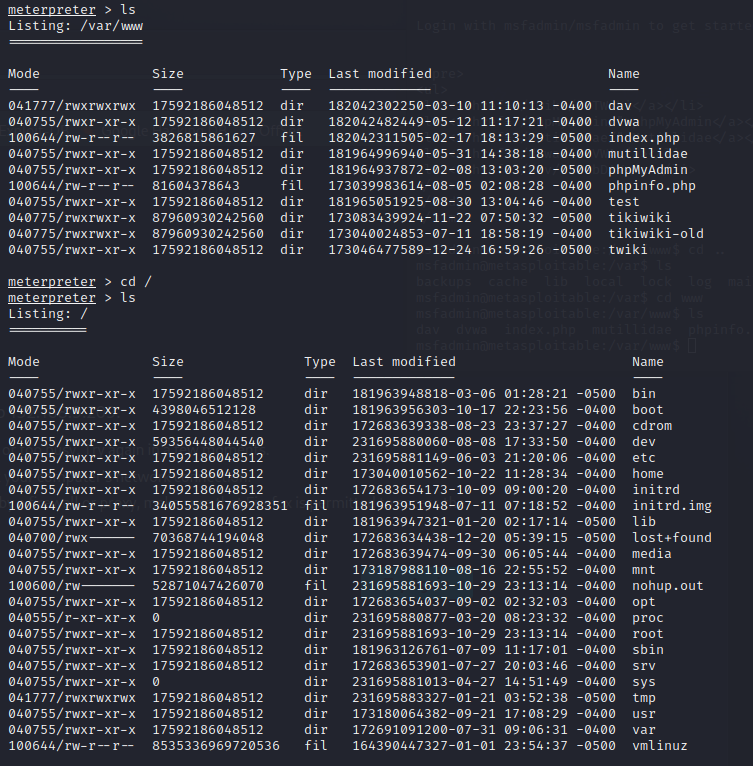 meterpreter > ls
Listing: /var/www
=================
Mode Size Type Last modified Name
---- ---- ---- ------------- ----
041777/rwxrwxrwx 17592186048512 dir 182042302250-03-10 11:10:13 -0400 dav
040755/rwxr-xr-x 17592186048512 dir 182042482449-05-12 11:17:21 -0400 dvwa
100644/rw-r--r-- 3826815861627 fil 182042311505-02-17 18:13:29 -0500 index.php
040755/rwxr-xr-x 17592186048512 dir 181964996940-05-31 14:38:18 -0400 mutillidae
040755/rwxr-xr-x 17592186048512 dir 181964937872-02-08 13:03:20 -0500 phpMyAdmin
100644/rw-r--r-- 81604378643 fil 173039983614-08-05 02:08:28 -0400 phpinfo.php
040755/rwxr-xr-x 17592186048512 dir 181965051925-08-30 13:04:46 -0400 test
040775/rwxrwxr-x 87960930242560 dir 173083439924-11-22 07:50:32 -0500 tikiwiki
040775/rwxrwxr-x 87960930242560 dir 173040024853-07-11 18:58:19 -0400 tikiwiki-old
040755/rwxr-xr-x 17592186048512 dir 173046477589-12-24 16:59:26 -0500 twiki
meterpreter > cd /
meterpreter > ls
Listing: /
==========
Mode Size Type Last modified Name
---- ---- ---- ------------- ----
040755/rwxr-xr-x 17592186048512 dir 181963948818-03-06 01:28:21 -0500 bin
040755/rwxr-xr-x 4398046512128 dir 181963956303-10-17 22:23:56 -0400 boot
040755/rwxr-xr-x 17592186048512 dir 172683639338-08-23 23:37:27 -0400 cdrom
040755/rwxr-xr-x 59356448044540 dir 231695880060-08-08 17:33:50 -0400 dev
040755/rwxr-xr-x 17592186048512 dir 231695881149-06-03 21:20:06 -0400 etc
040755/rwxr-xr-x 17592186048512 dir 173040010562-10-22 11:28:34 -0400 home
040755/rwxr-xr-x 17592186048512 dir 172683654173-10-09 09:00:20 -0400 initrd
100644/rw-r--r-- 34055581676928351 fil 181963951948-07-11 07:18:52 -0400 initrd.img
040755/rwxr-xr-x 17592186048512 dir 181963947321-01-20 02:17:14 -0500 lib
040700/rwx------ 70368744194048 dir 172683634438-12-20 05:39:15 -0500 lost+found
040755/rwxr-xr-x 17592186048512 dir 172683639474-09-30 06:05:44 -0400 media
040755/rwxr-xr-x 17592186048512 dir 173187988110-08-16 22:55:52 -0400 mnt
100600/rw------- 52871047426070 fil 231695881693-10-29 23:13:14 -0400 nohup.out
040755/rwxr-xr-x 17592186048512 dir 172683654037-09-02 02:32:03 -0400 opt
040555/r-xr-xr-x 0 dir 231695880877-03-20 08:23:32 -0400 proc
040755/rwxr-xr-x 17592186048512 dir 231695881693-10-29 23:13:14 -0400 root
040755/rwxr-xr-x 17592186048512 dir 181963126761-07-09 11:17:01 -0400 sbin
040755/rwxr-xr-x 17592186048512 dir 172683653901-07-27 20:03:46 -0400 srv
040755/rwxr-xr-x 0 dir 231695881013-04-27 14:51:49 -0400 sys
041777/rwxrwxrwx 17592186048512 dir 231695883327-01-21 03:52:38 -0500 tmp
040755/rwxr-xr-x 17592186048512 dir 173180064382-09-21 17:08:29 -0400 usr
040755/rwxr-xr-x 17592186048512 dir 172691091200-07-31 09:06:31 -0400 var
100644/rw-r--r-- 8535336969720536 fil 164390447327-01-01 23:54:37 -0500 vmlinuz